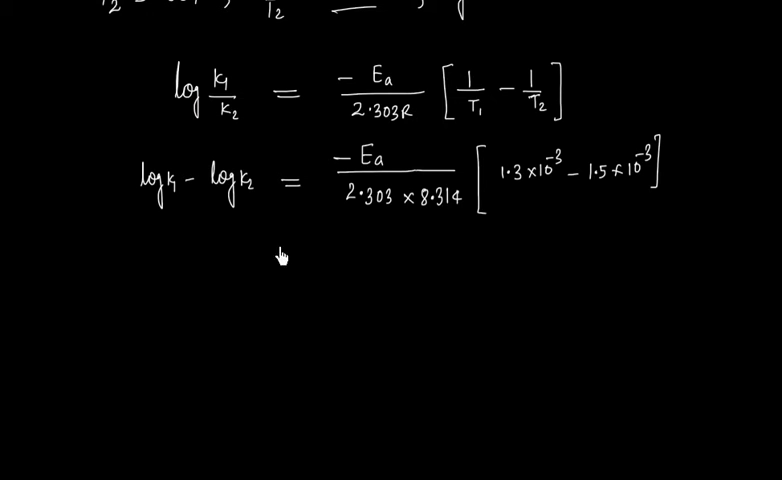 T₂
log K₁/K₂ = - Ea / 2.303R [ 1/T₁ - 1/T₂ ]
log K₁ - log K₂ = - Ea / 2.303 × 8.314 [ 1.3 × 10⁻³ - 1.5 × 10⁻³ ]